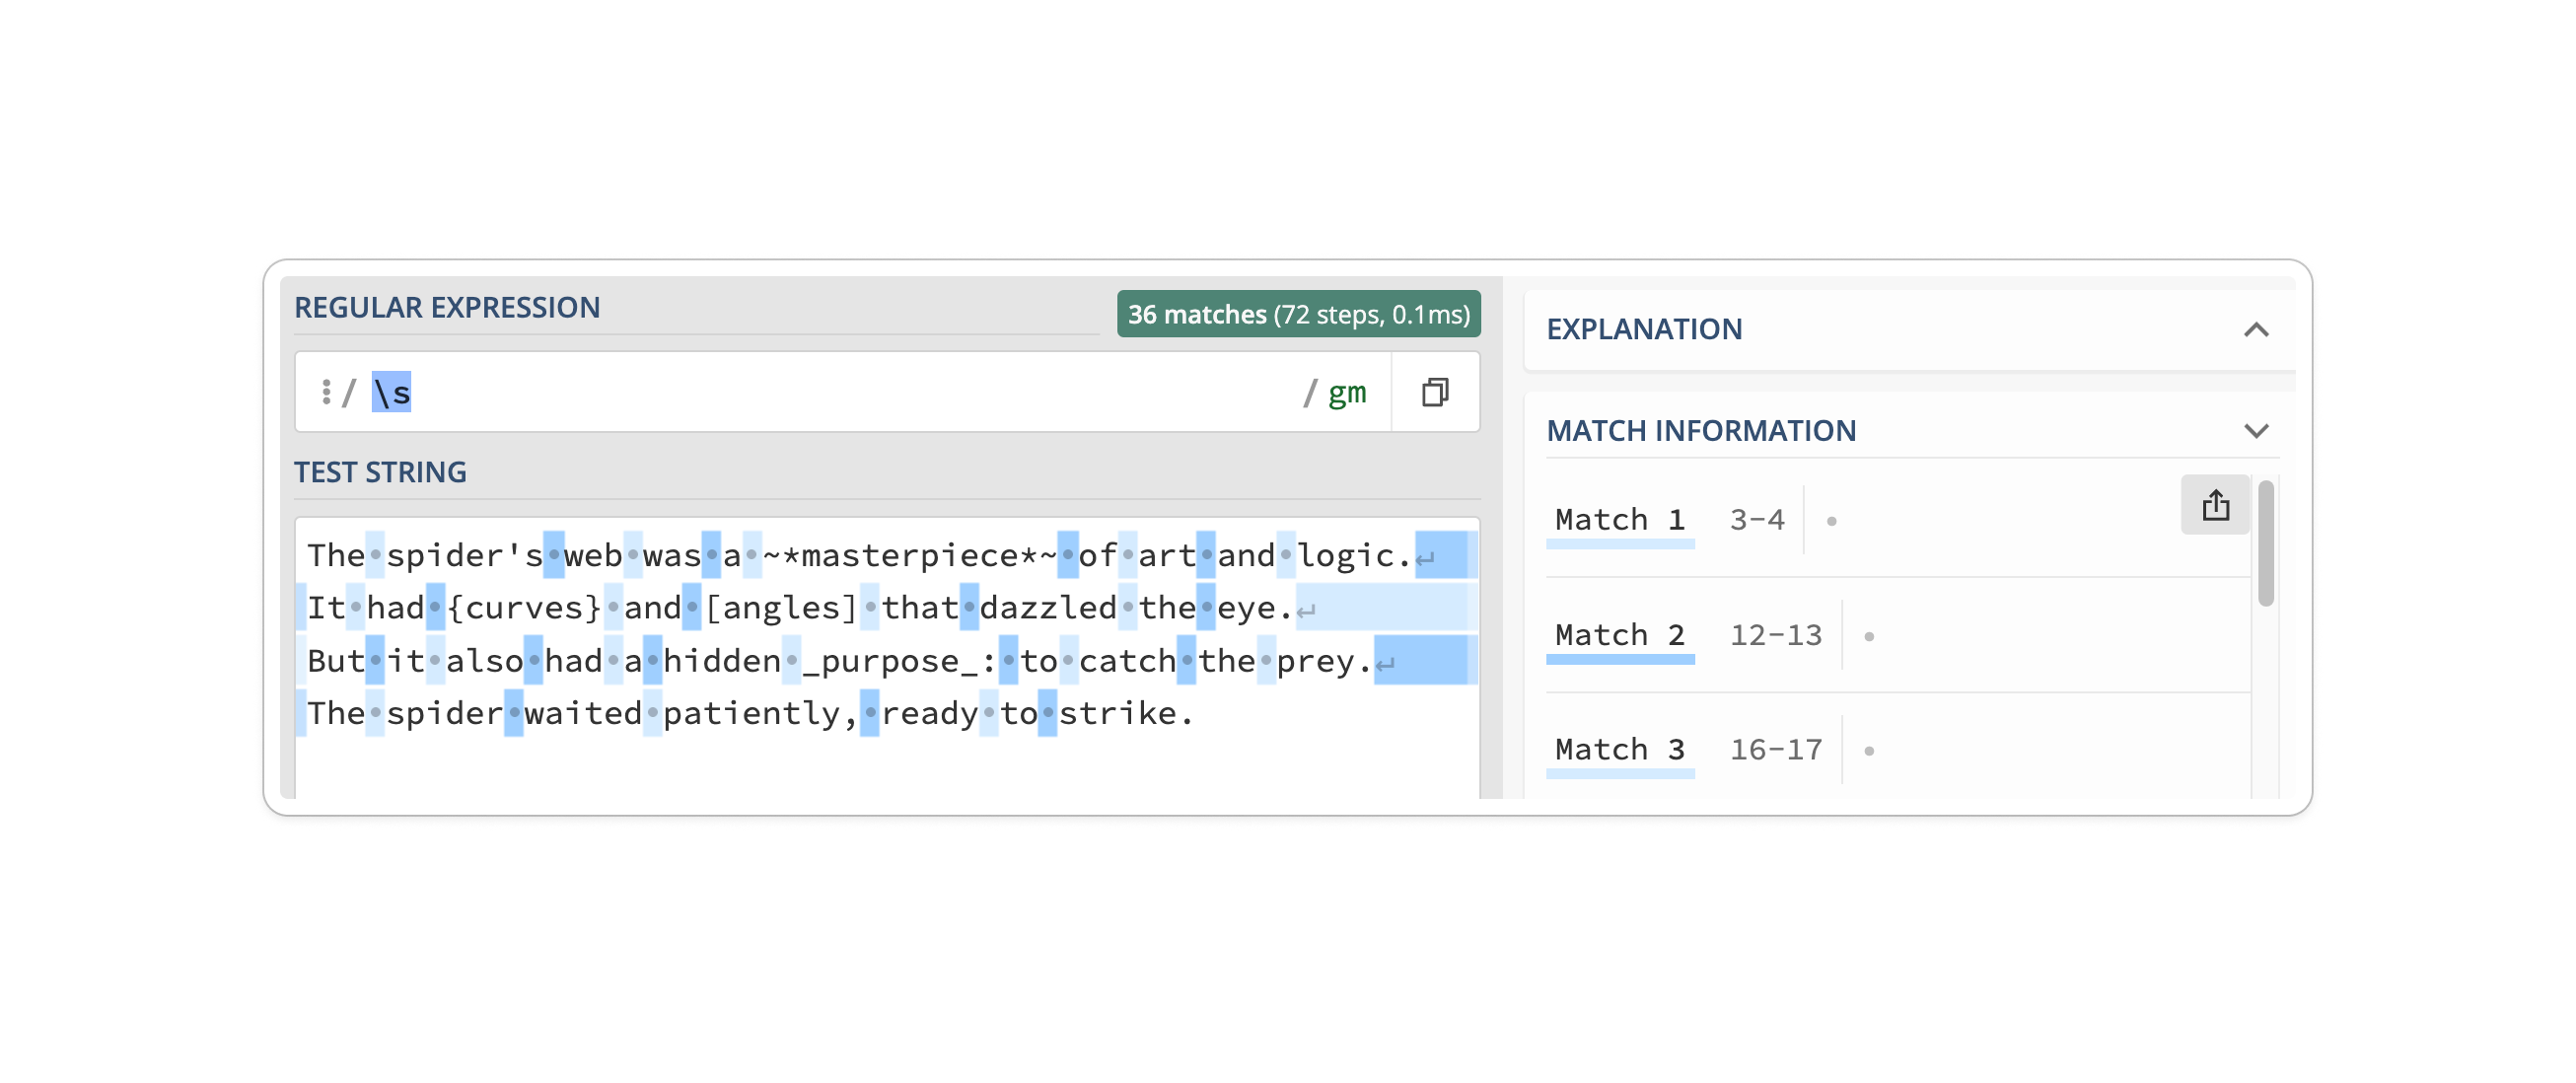 REGULAR EXPRESSION
36 matches (72 steps, 0.1ms)
/ \s / gm
TEST STRING
The·spider's·web·was·a·~*masterpiece*~·of·art·and·logic.↵
It·had·{curves}·and·[angles]·that·dazzled·the·eye.↵
But·it·also·had·a·hidden·_purpose_:·to·catch·the·prey.↵
The·spider·waited·patiently,·ready·to·strike.
EXPLANATION
MATCH INFORMATION
Match 1 3-4 ·
Match 2 12-13 ·
Match 3 16-17 ·